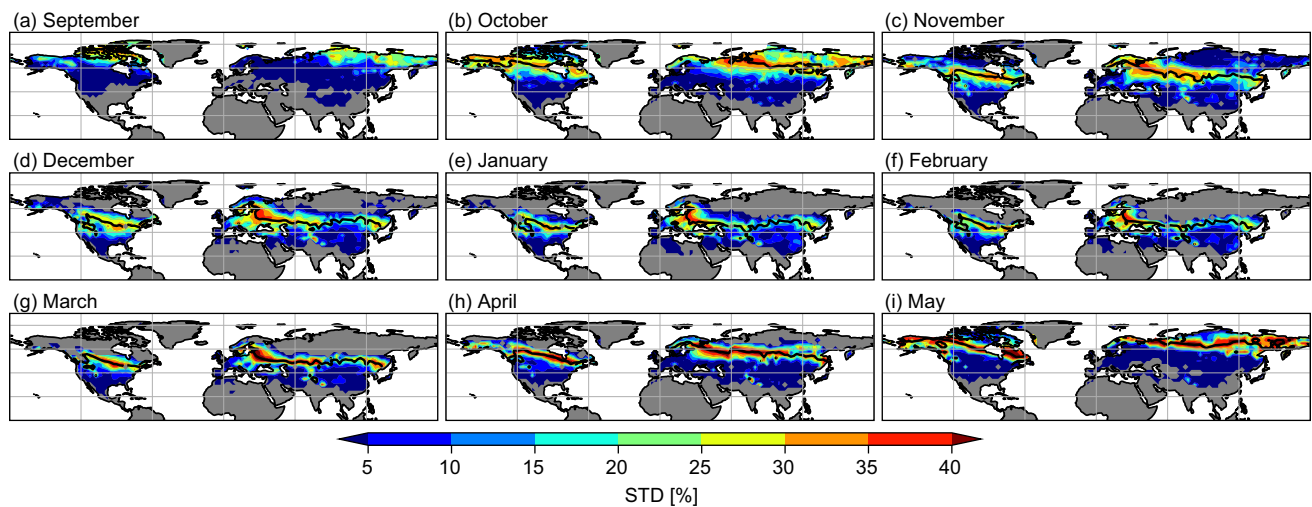 (a) September
(b) October
(c) November
(d) December
(e) January
(f) February
(g) March
(h) April
(i) May
5 10 15 20 25 30 35 40
STD [%]